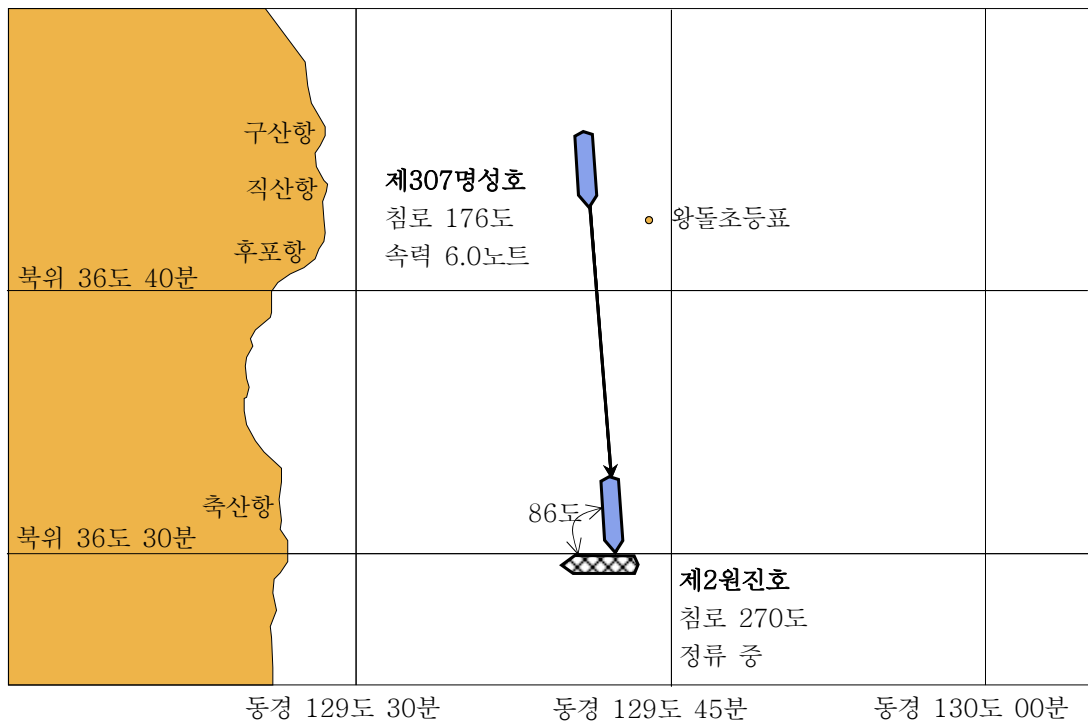 구산항
직산항
후포항
북위 36도 40분
제307명성호
침로 176도
속력 6.0노트
왕돌초등표
축산항
북위 36도 30분
86도
제2원진호
침로 270도
정류 중
동경 129도 30분
동경 129도 45분
동경 130도 00분